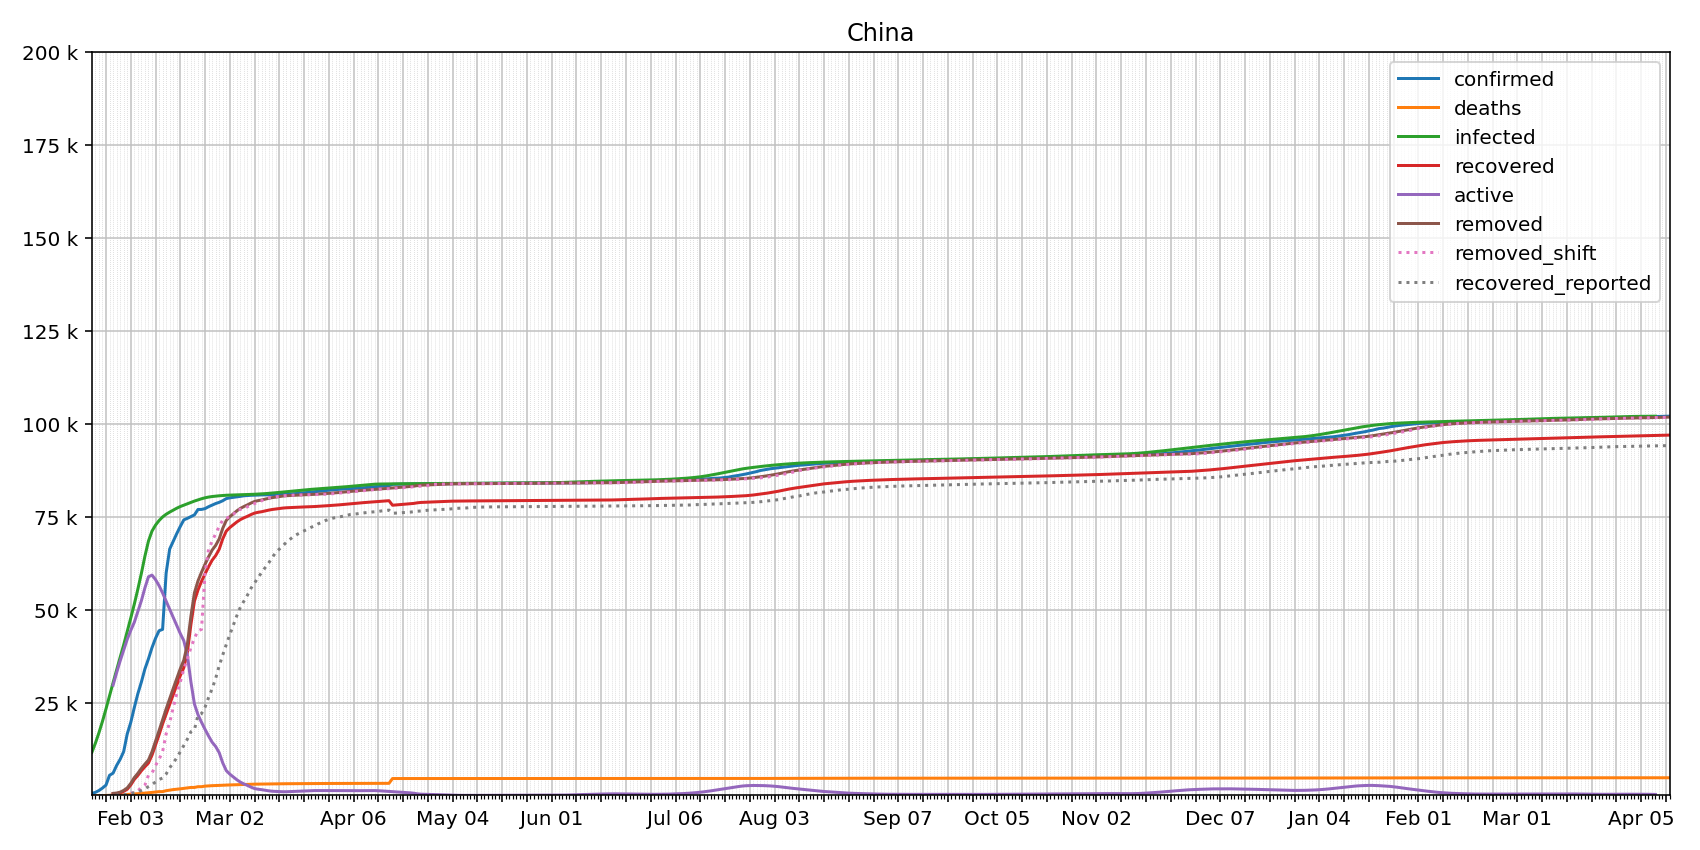 China
200 k
175 k
150 k
125 k
100 k
75 k
50 k
25 k
confirmed
deaths
infected
recovered
active
removed
removed_shift
recovered_reported
Feb 03 Mar 02 Apr 06 May 04 Jun 01 Jul 06 Aug 03 Sep 07 Oct 05 Nov 02 Dec 07 Jan 04 Feb 01 Mar 01 Apr 05